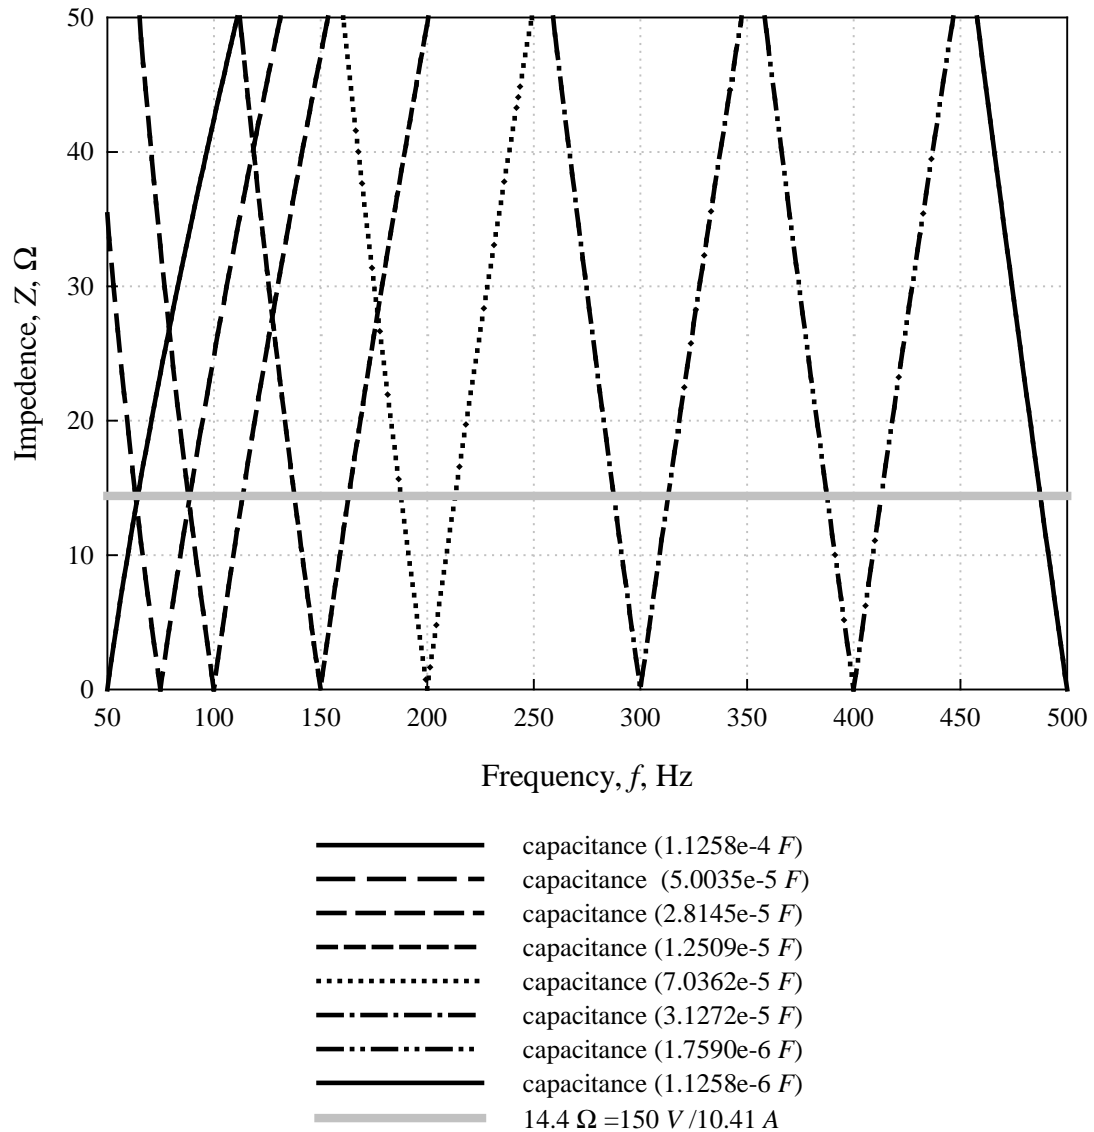 50
40
30
20
10
0
Impedence, Z, Ω
50 100 150 200 250 300 350 400 450 500
Frequency, f, Hz
capacitance (1.1258e-4 F)
capacitance (5.0035e-5 F)
capacitance (2.8145e-5 F)
capacitance (1.2509e-5 F)
capacitance (7.0362e-5 F)
capacitance (3.1272e-5 F)
capacitance (1.7590e-6 F)
capacitance (1.1258e-6 F)
14.4 Ω =150 V /10.41 A